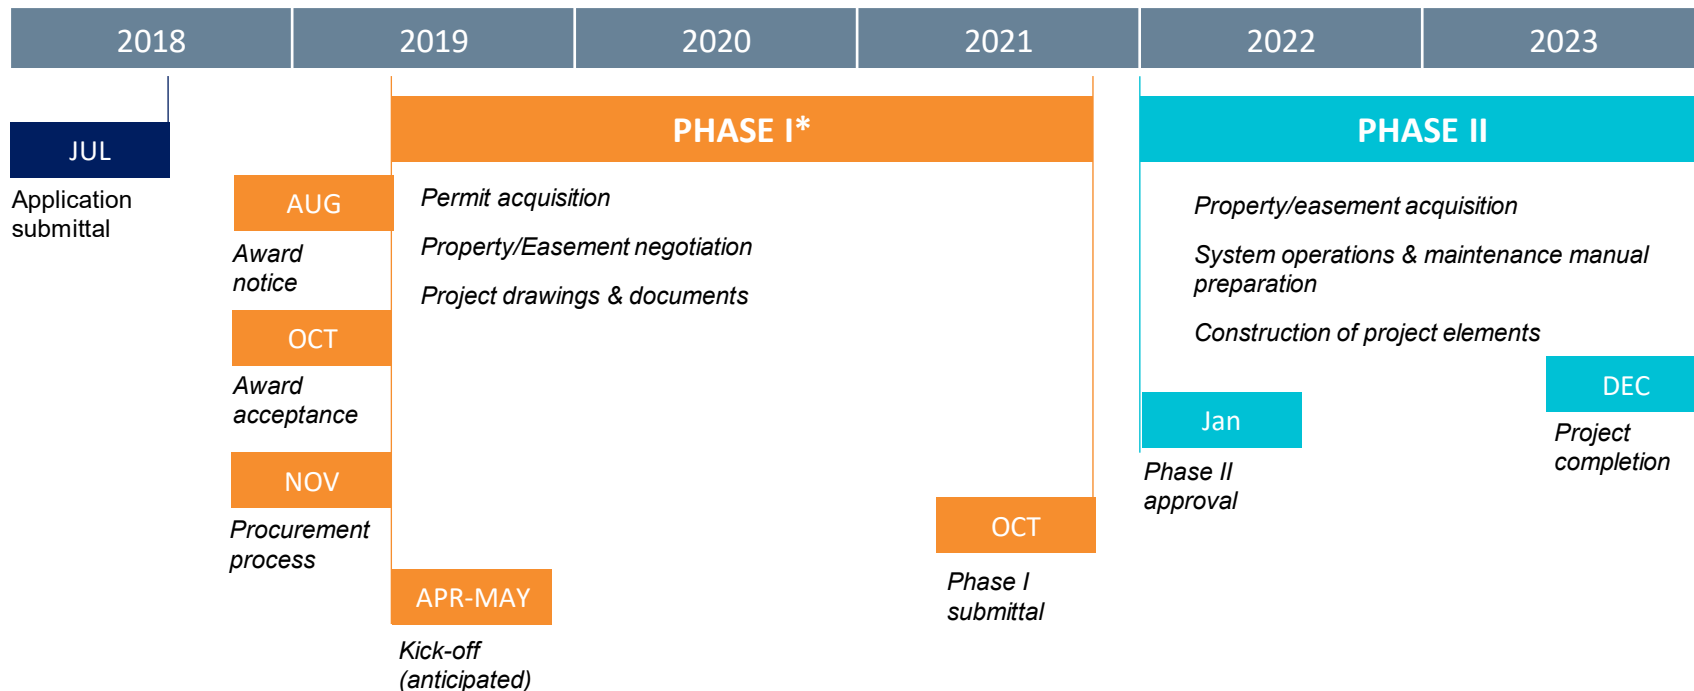 2018 2019 2020 2021 2022 2023
PHASE I*
PHASE II
JUL
Application
submittal
AUG
Award
notice
OCT
Award
acceptance
NOV
Procurement
process
APR-MAY
Kick-off
(anticipated)
Permit acquisition
Property/Easement negotiation
Project drawings & documents
OCT
Phase I
submittal
Property/easement acquisition
System operations & maintenance manual
preparation
Construction of project elements
Jan
Phase II
approval
DEC
Project
completion